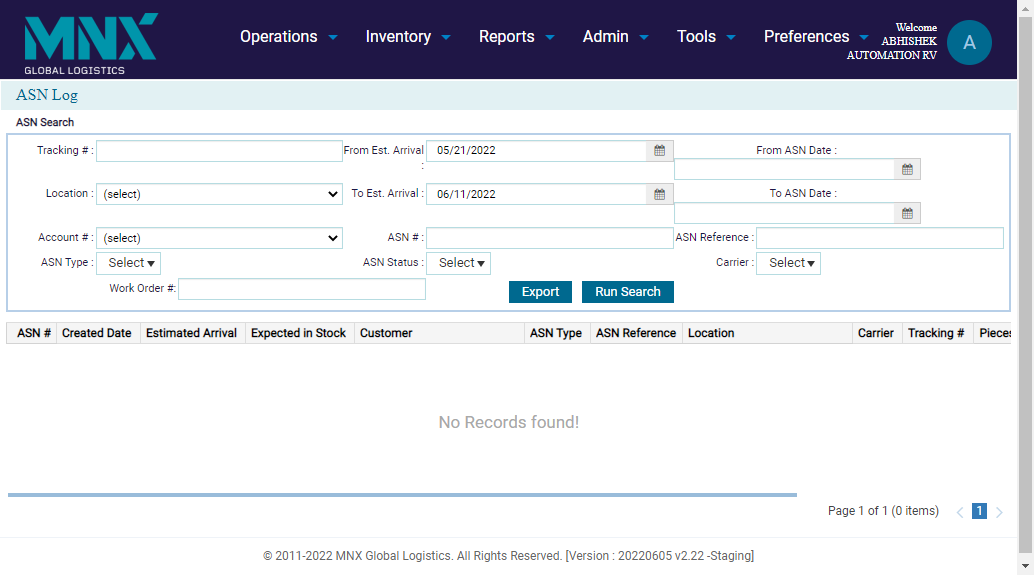 MNX
GLOBAL LOGISTICS
Operations Inventory Reports Admin Tools Preferences
Welcome
ABHISHEK
AUTOMATION RV
A
ASN Log
ASN Search
Tracking # : From Est. Arrival : 05/21/2022 From ASN Date :
Location : (select) To Est. Arrival : 06/11/2022 To ASN Date :
Account # : (select) ASN # : ASN Reference :
ASN Type : Select ASN Status : Select Carrier : Select
Work Order #: Export Run Search
ASN # Created Date Estimated Arrival Expected in Stock Customer ASN Type ASN Reference Location Carrier Tracking # Pieces
No Records found!
Page 1 of 1 (0 items) 1
© 2011-2022 MNX Global Logistics. All Rights Reserved. [Version : 20220605 v2.22 -Staging]